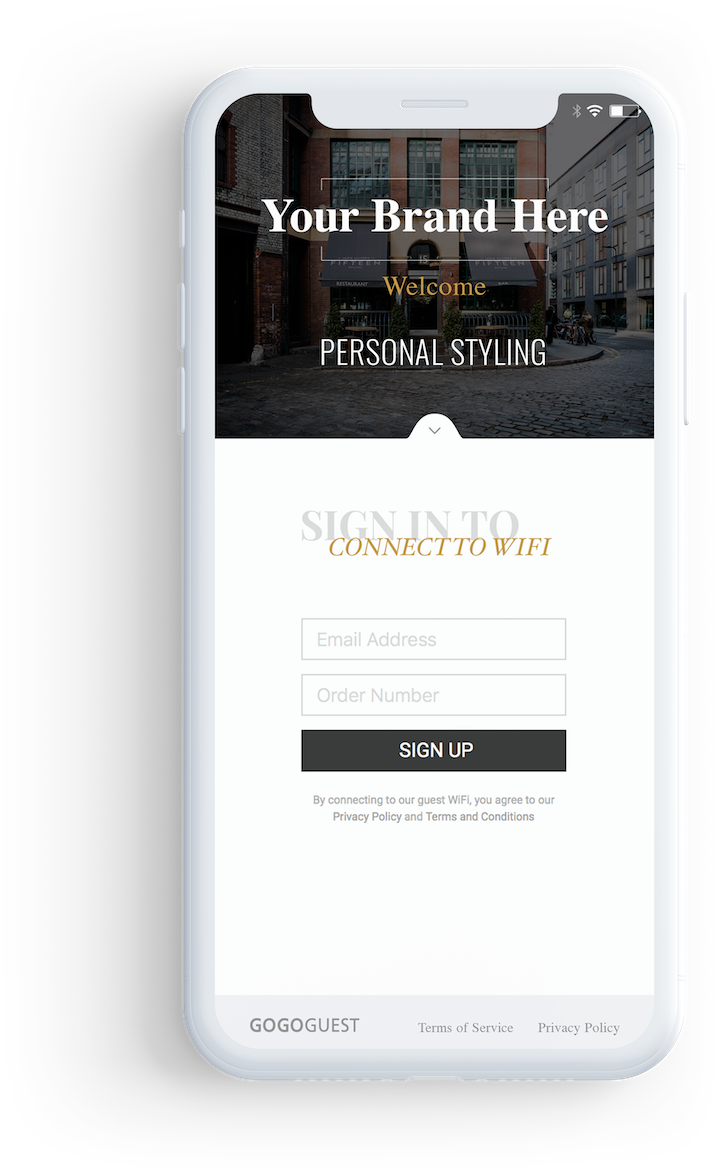 Your Brand Here
15
FIFTEEN
FIFTEEN
RESTAURANT
BAR
Welcome
PERSONAL STYLING
SIGN IN TO
CONNECT TO WIFI
Email Address
Order Number
SIGN UP
By connecting to our guest WiFi, you agree to our
Privacy Policy and Terms and Conditions
GOGOGUEST
Terms of Service
Privacy Policy